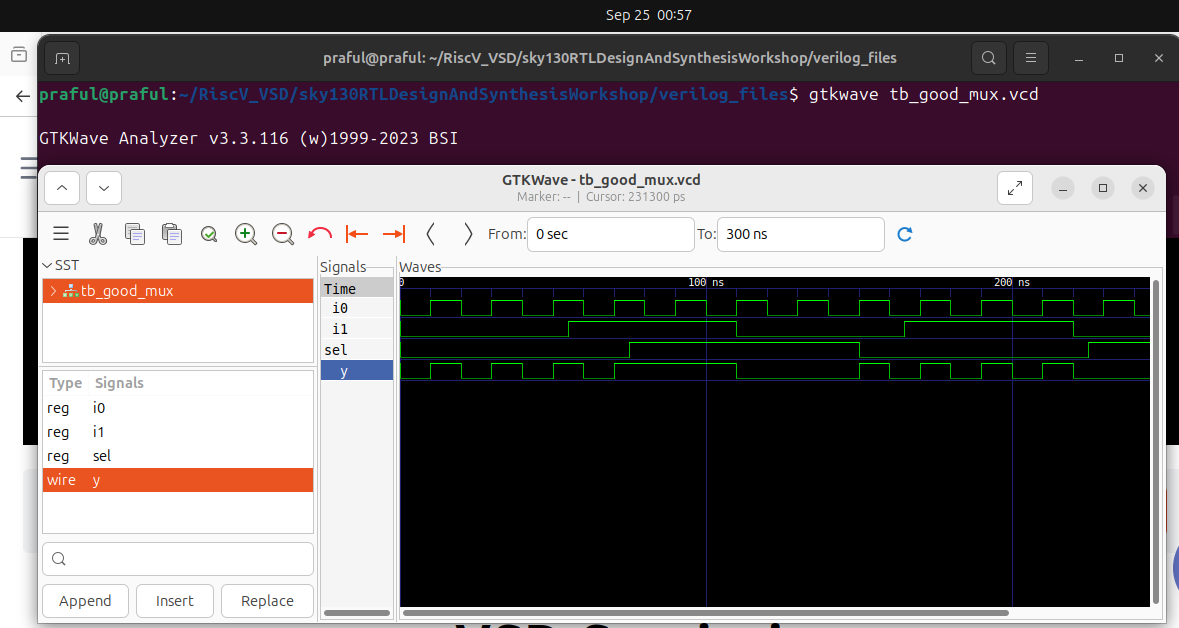 Sep 25 00:57
praful@praful: ~/RiscV_VSD/sky130RTLDesignAndSynthesisWorkshop/verilog_files
praful@praful:~/RiscV_VSD/sky130RTLDesignAndSynthesisWorkshop/verilog_files$ gtkwave tb_good_mux.vcd
GTKWave Analyzer v3.3.116 (w)1999-2023 BSI
GTKWave - tb_good_mux.vcd
Marker: -- | Cursor: 231300 ps
From: 0 sec To: 300 ns
SST
tb_good_mux
Type Signals
reg i0
reg i1
reg sel
wire y
Append Insert Replace
Signals
Time
i0
i1
sel
y
Waves
0 100 ns 200 ns